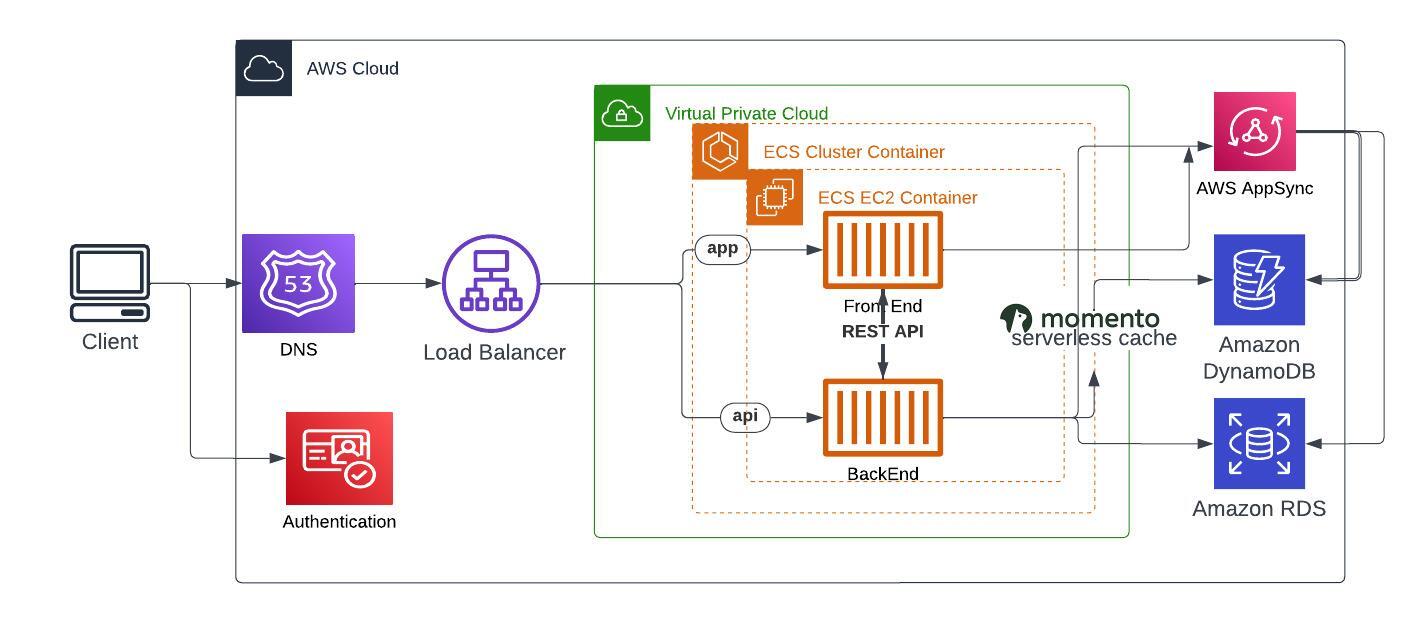 AWS Cloud
Virtual Private Cloud
ECS Cluster Container
ECS EC2 Container
AWS AppSync
app
53
Client
DNS
Load Balancer
Front End
REST API
momento
serverless cache
Amazon
DynamoDB
api
BackEnd
Authentication
Amazon RDS